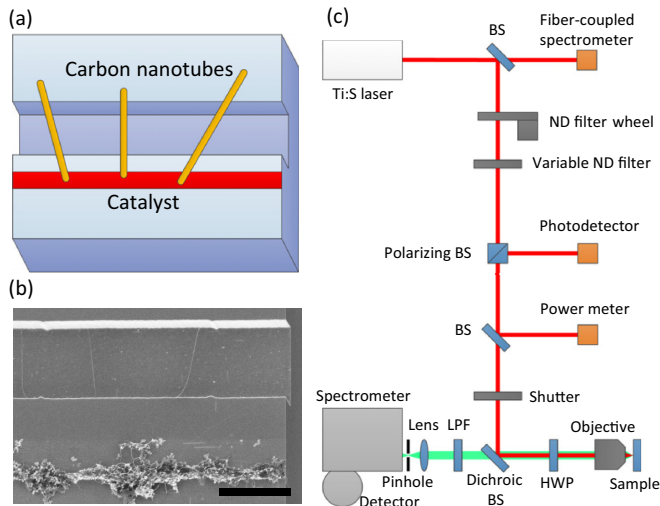 (a)
Carbon nanotubes
Catalyst
(b)
(c)
BS
Fiber-coupled
spectrometer
Ti:S laser
ND filter wheel
Variable ND filter
Photodetector
Polarizing BS
Power meter
BS
Shutter
Spectrometer
Lens
LPF
Objective
Pinhole
Detector
Dichroic
BS
HWP
Sample